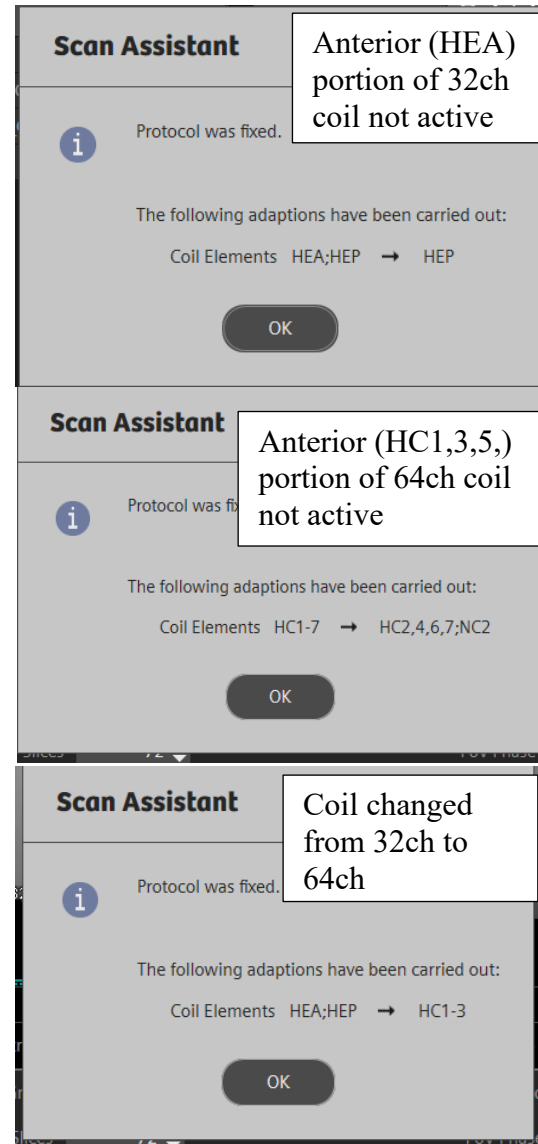 Scan Assistant
Anterior (HEA)
portion of 32ch
coil not active
Protocol was fixed.
The following adaptions have been carried out:
Coil Elements HEA;HEP → HEP
OK
Scan Assistant
Anterior (HC1,3,5,)
portion of 64ch coil
not active
Protocol was
The following adaptions have been carried out:
Coil Elements HC1-7 → HC2,4,6,7;NC2
OK
Scan Assistant
Coil changed
from 32ch to
64ch
Protocol was fixed.
The following adaptions have been carried out:
Coil Elements HEA;HEP → HC1-3
OK